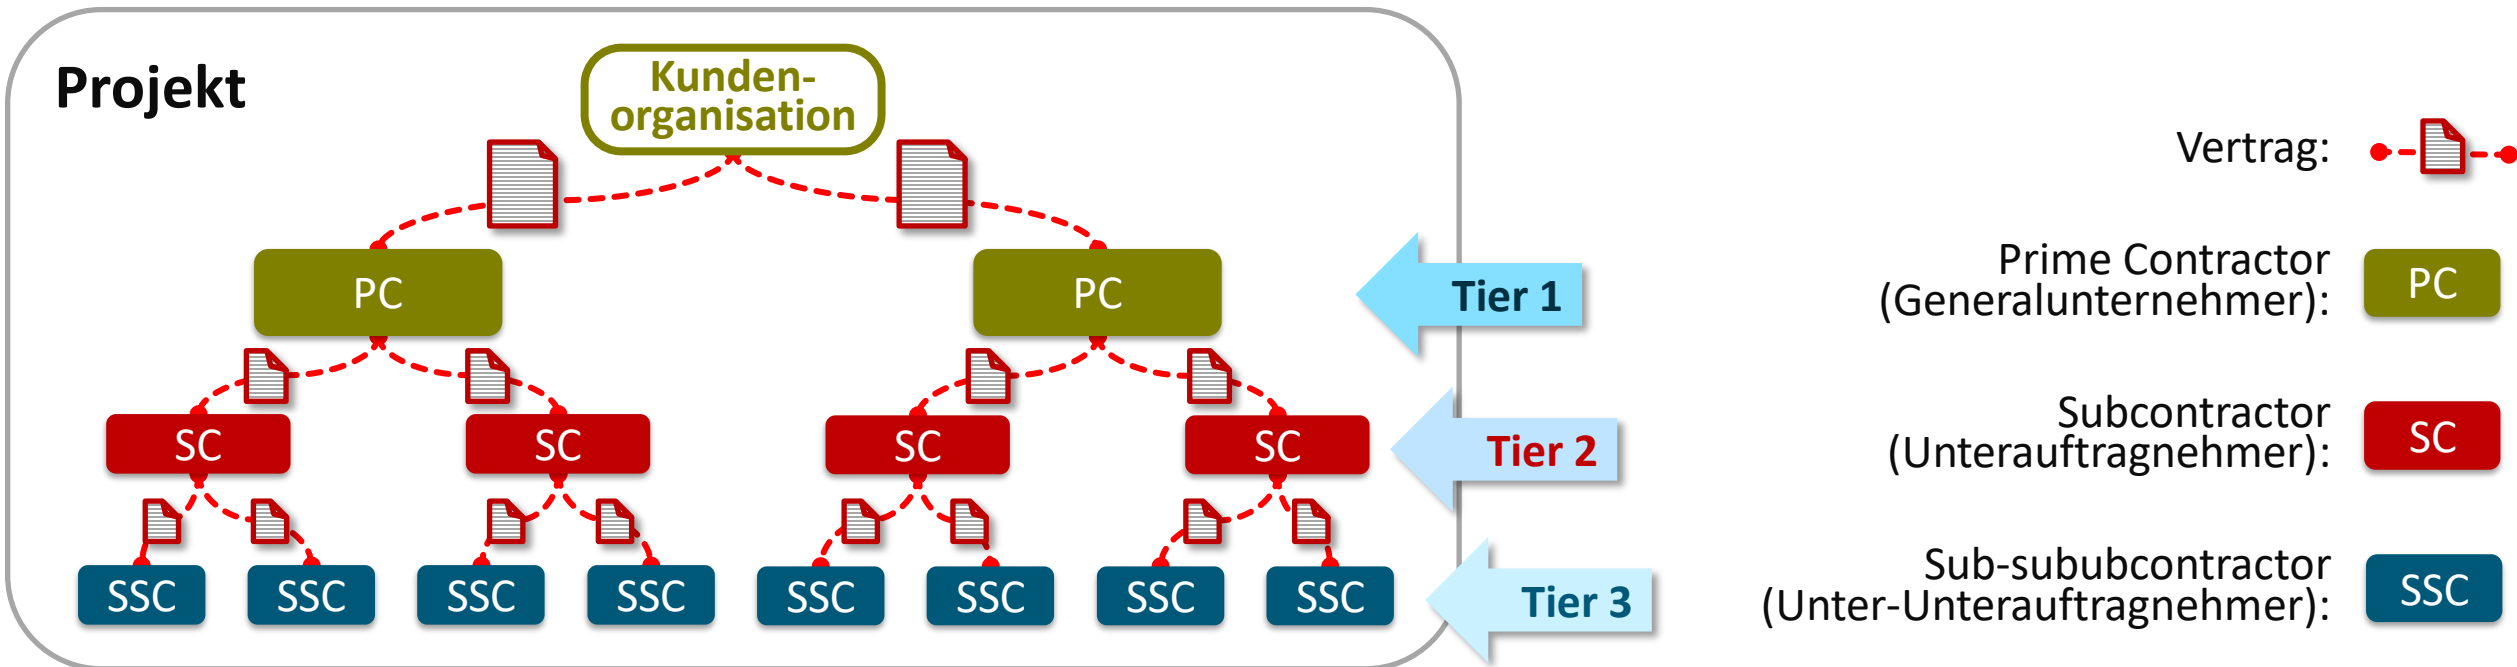 Projekt
Kunden-
organisation
PC
PC
Tier 1
SC
SC
SC
SC
Tier 2
SSC
SSC
SSC
SSC
SSC
SSC
SSC
SSC
Tier 3
Vertrag:
Prime Contractor
(Generalunternehmer):
PC
Subcontractor
(Unterauftragnehmer):
SC
Sub-sububcontractor
(Unter-Unterauftragnehmer):
SSC